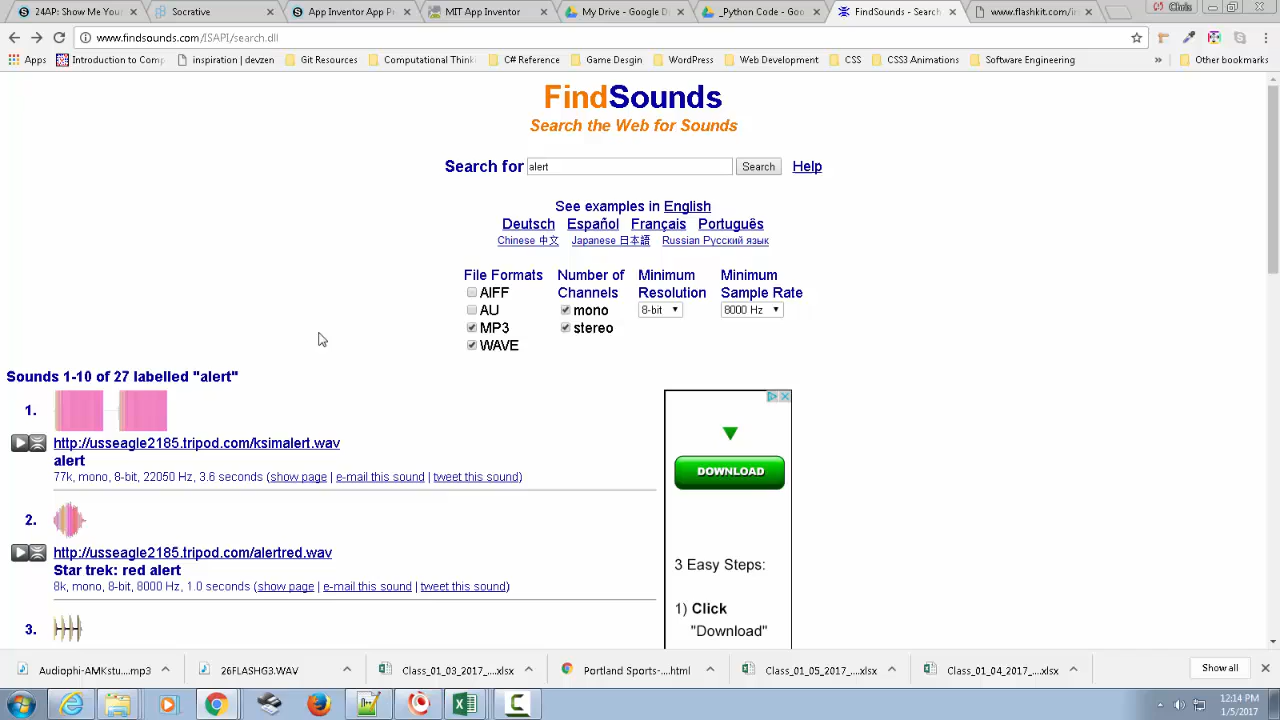 24AP: Show Me Your
Socrative
App Inventor App Pa
MIT App Inventor
My Drive - Google D
_Python Code - Goo
FindSounds - Search
www.flashkit.com/in
www.findsounds.com/ISAPI/search.dll
Apps
Introduction to Comp
inspiration | devzen
Git Resources
Computational Think
C# Reference
Game Desgin
WordPress
Web Development
CSS
CSS3 Animations
Software Engineering
»
Other bookmarks
FindSounds
Search the Web for Sounds
Search for alert Search Help
See examples in English
Deutsch Español Français Português
Chinese 中文 Japanese 日本語 Russian Русский язык
File Formats Number of Minimum Minimum
Channels Resolution Sample Rate
AIFF
AU mono 8-bit 8000 Hz
MP3 stereo
WAVE
Sounds 1-10 of 27 labelled "alert"
1.
http://usseagle2185.tripod.com/ksimalert.wav
alert
77k, mono, 8-bit, 22050 Hz, 3.6 seconds (show page | e-mail this sound | tweet this sound)
2.
http://usseagle2185.tripod.com/alertred.wav
Star trek: red alert
8k, mono, 8-bit, 8000 Hz, 1.0 seconds (show page | e-mail this sound | tweet this sound)
3.
DOWNLOAD
3 Easy Steps:
1) Click
"Download"
Audiophi-AMKstu....mp3
26FLASHG3.WAV
Class_01_03_2017_....xlsx
Portland Sports-....html
Class_01_05_2017_....xlsx
Class_01_04_2017_....xlsx
Show all
12:14 PM
1/5/2017